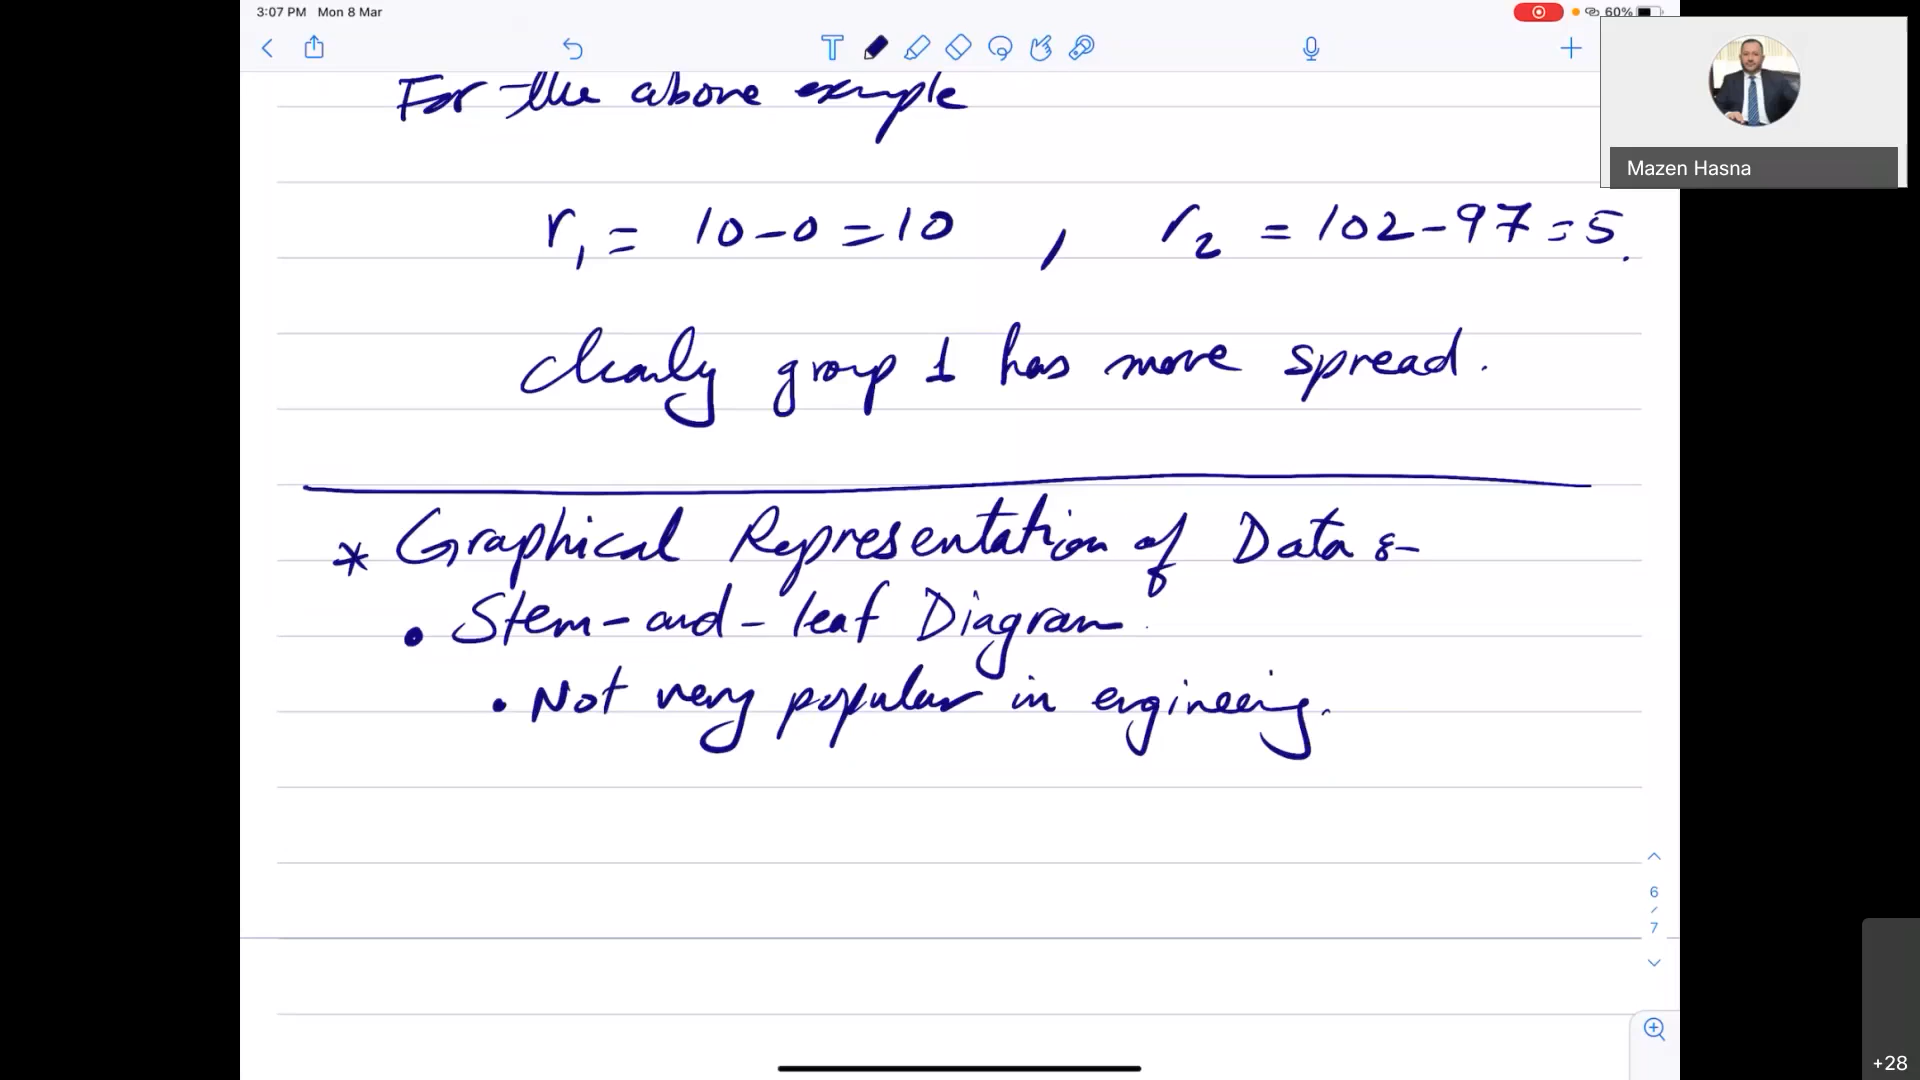 3:07 PM Mon 8 Mar
60%
T
Mazen Hasna
For the above example
r₁ = 10-0=10 , r₂ = 102-97=5.
clearly group 1 has more spread.
* Graphical Representation of Data :-
• Stem-and-leaf Diagram.
• Not very popular in engineering.
6
/
7
+28